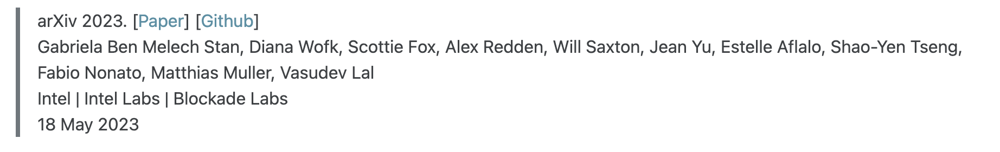 arXiv 2023. [Paper] [Github]
Gabriela Ben Melech Stan, Diana Wofk, Scottie Fox, Alex Redden, Will Saxton, Jean Yu, Estelle Aflalo, Shao-Yen Tseng,
Fabio Nonato, Matthias Muller, Vasudev Lal
Intel | Intel Labs | Blockade Labs
18 May 2023